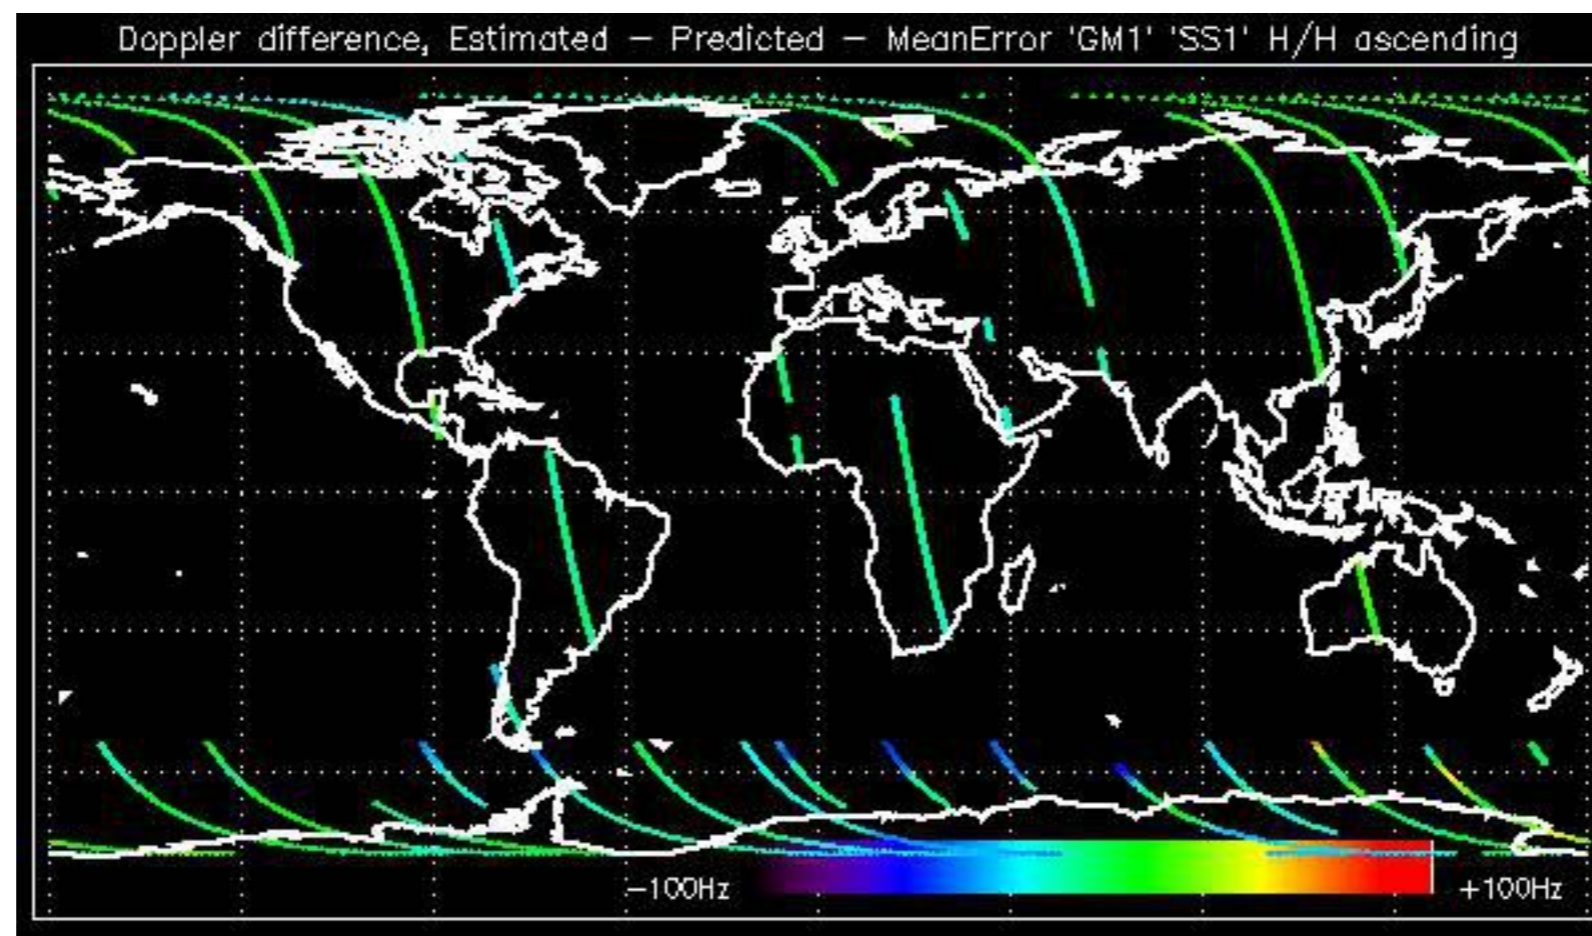 Doppler difference, Estimated – Predicted – MeanError 'GM1' 'SS1' H/H ascending
–100Hz
+100Hz